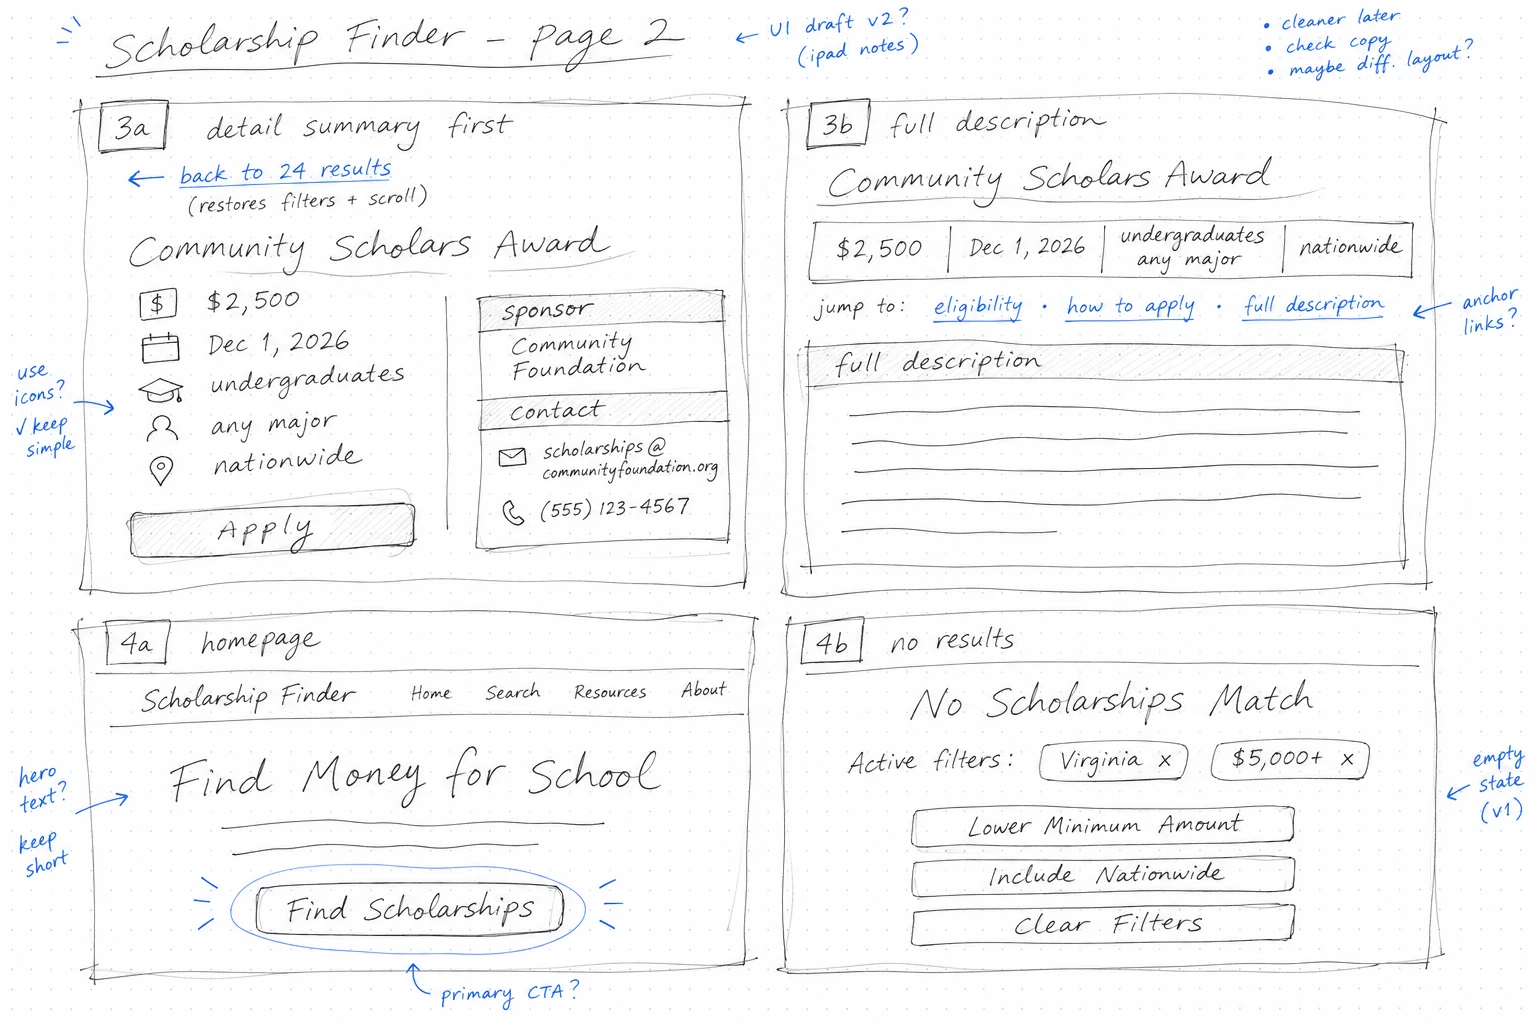 Scholarship Finder – page 2
← UI draft v2?
(ipad notes)
• cleaner later
• check copy
• maybe diff. layout?
3a
detail summary first
← back to 24 results
(restores filters + scroll)
Community Scholars Award
$ $2,500
Dec 1, 2026
undergraduates
any major
nationwide
Apply
use
icons?
✓ keep
simple
sponsor
Community
Foundation
contact
scholarships@
communityfoundation.org
(555) 123-4567
3b
full description
Community Scholars Award
$2,500
Dec 1, 2026
undergraduates
any major
nationwide
jump to: eligibility · how to apply · full description
anchor
links?
full description
4a
homepage
Scholarship Finder Home Search Resources About
Find Money for School
hero
text?
keep
short
Find Scholarships
primary CTA?
4b
no results
No Scholarships Match
Active filters: Virginia x $5,000+ x
Lower Minimum Amount
Include Nationwide
Clear Filters
empty
state
(v1)